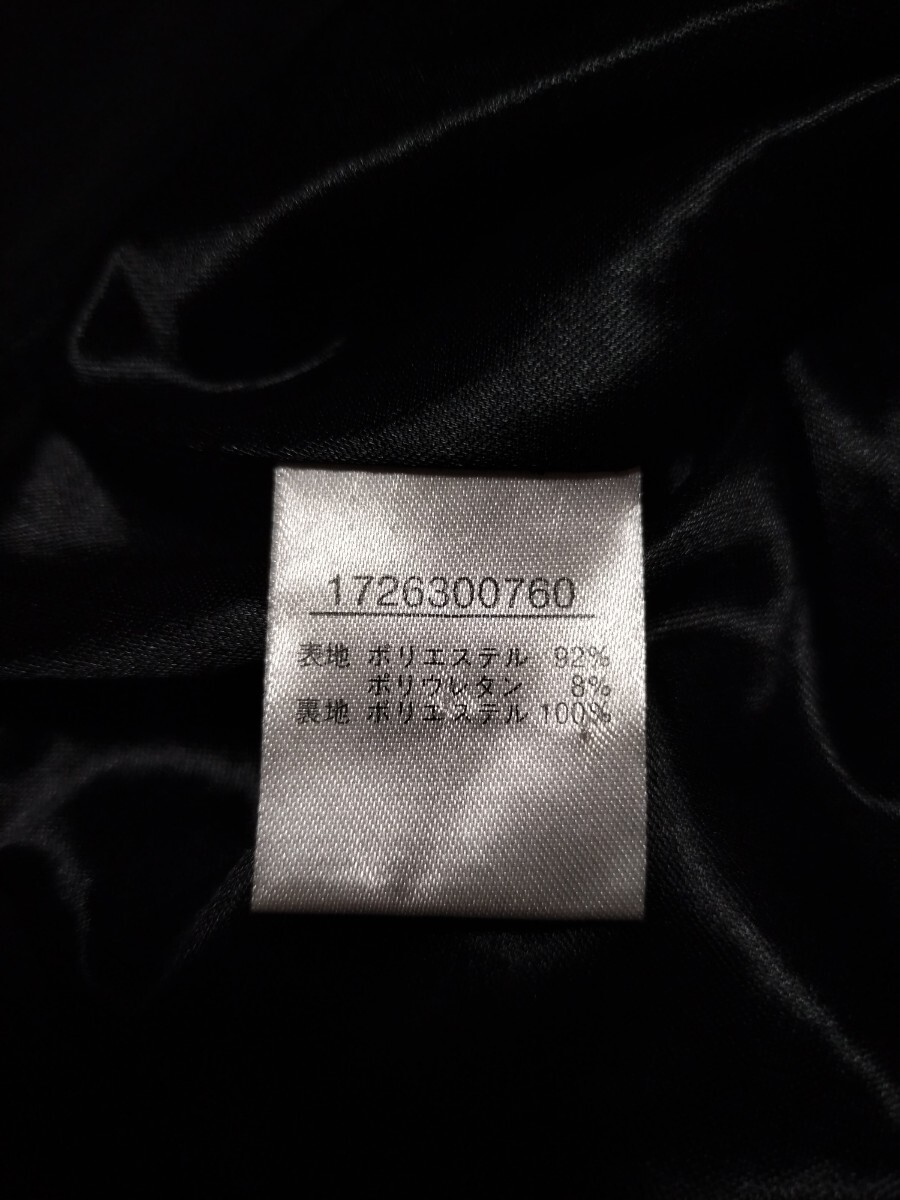 1726300760
表地 ポリエステル 92%
ポリウレタン 8%
裏地 ポリエステル 100%